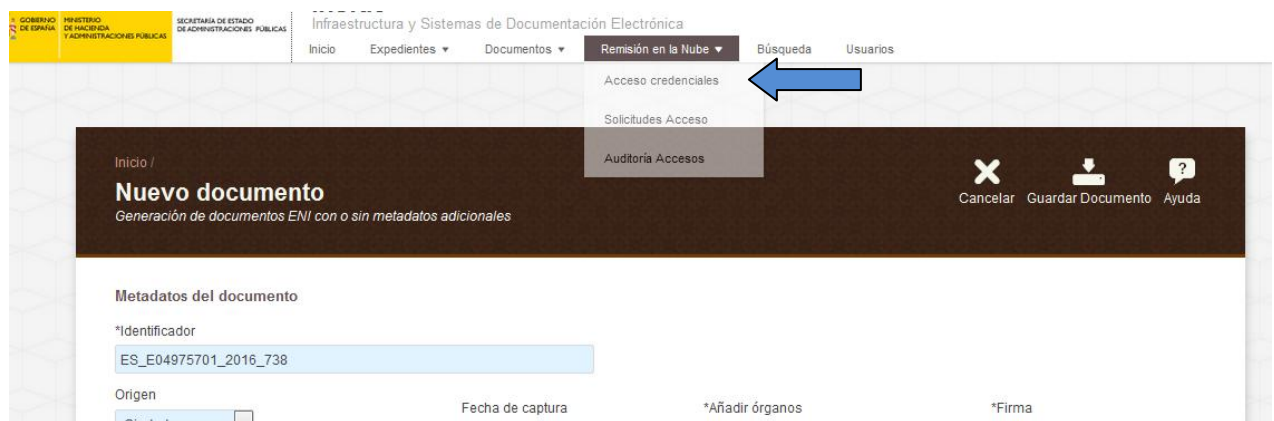 GOBIERNO DE ESPAÑA
MINISTERIO DE HACIENDA Y ADMINISTRACIONES PÚBLICAS
SECRETARÍA DE ESTADO DE ADMINISTRACIONES PÚBLICAS
Infraestructura y Sistemas de Documentación Electrónica
Inicio Expedientes Documentos Remisión en la Nube Búsqueda Usuarios
Acceso credenciales
Solicitudes Acceso
Auditoría Accesos
Inicio /
Nuevo documento
Generación de documentos ENI con o sin metadatos adicionales
Cancelar Guardar Documento Ayuda
Metadatos del documento
*Identificador
ES_E04975701_2016_738
Origen
Fecha de captura
*Añadir órganos
*Firma